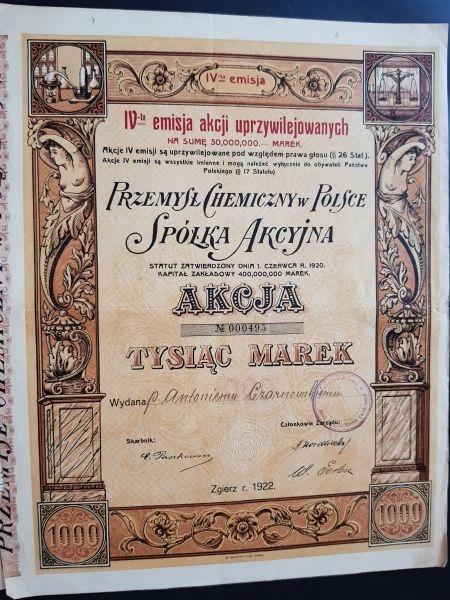 IV-ta emisja
IV-ta emisja akcji uprzywilejowanych
NA SUMĘ 50,000,000.— MAREK.
Akcje IV emisji są uprzywilejowane pod względem prawa głosu (§ 26 Stat.).
Akcje IV emisji są wszystkie imienne i mogą należeć wyłącznie do obywateli Państwa
Polskiego (§ 17 Statutu)
PRZEMYSŁ CHEMICZNY W POLSCE
SPÓŁKA AKCYJNA
STATUT ZATWIERDZONY DNIA 1. CZERWCA R. 1920.
KAPITAŁ ZAKŁADOWY 400,000,000 MAREK.
AKCJA
№ 000495
TYSIĄC MAREK
Wydana P. Antoniemu Czarnowskiemu
Członkowie Zarządu:
Skarbnik:
Zgierz r. 1922.
1000
1000